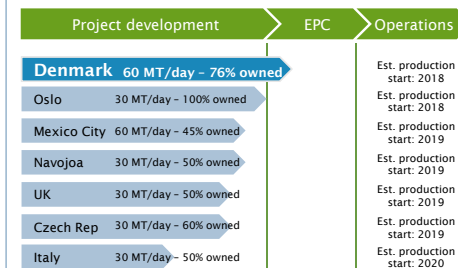 Project development EPC Operations
Denmark 60 MT/day – 76% owned Est. production start: 2018
Oslo 30 MT/day – 100% owned Est. production start: 2018
Mexico City 60 MT/day – 45% owned Est. production start: 2019
Navojoa 30 MT/day – 50% owned Est. production start: 2019
UK 30 MT/day – 50% owned Est. production start: 2019
Czech Rep 30 MT/day – 60% owned Est. production start: 2019
Italy 30 MT/day – 50% owned Est. production start: 2020